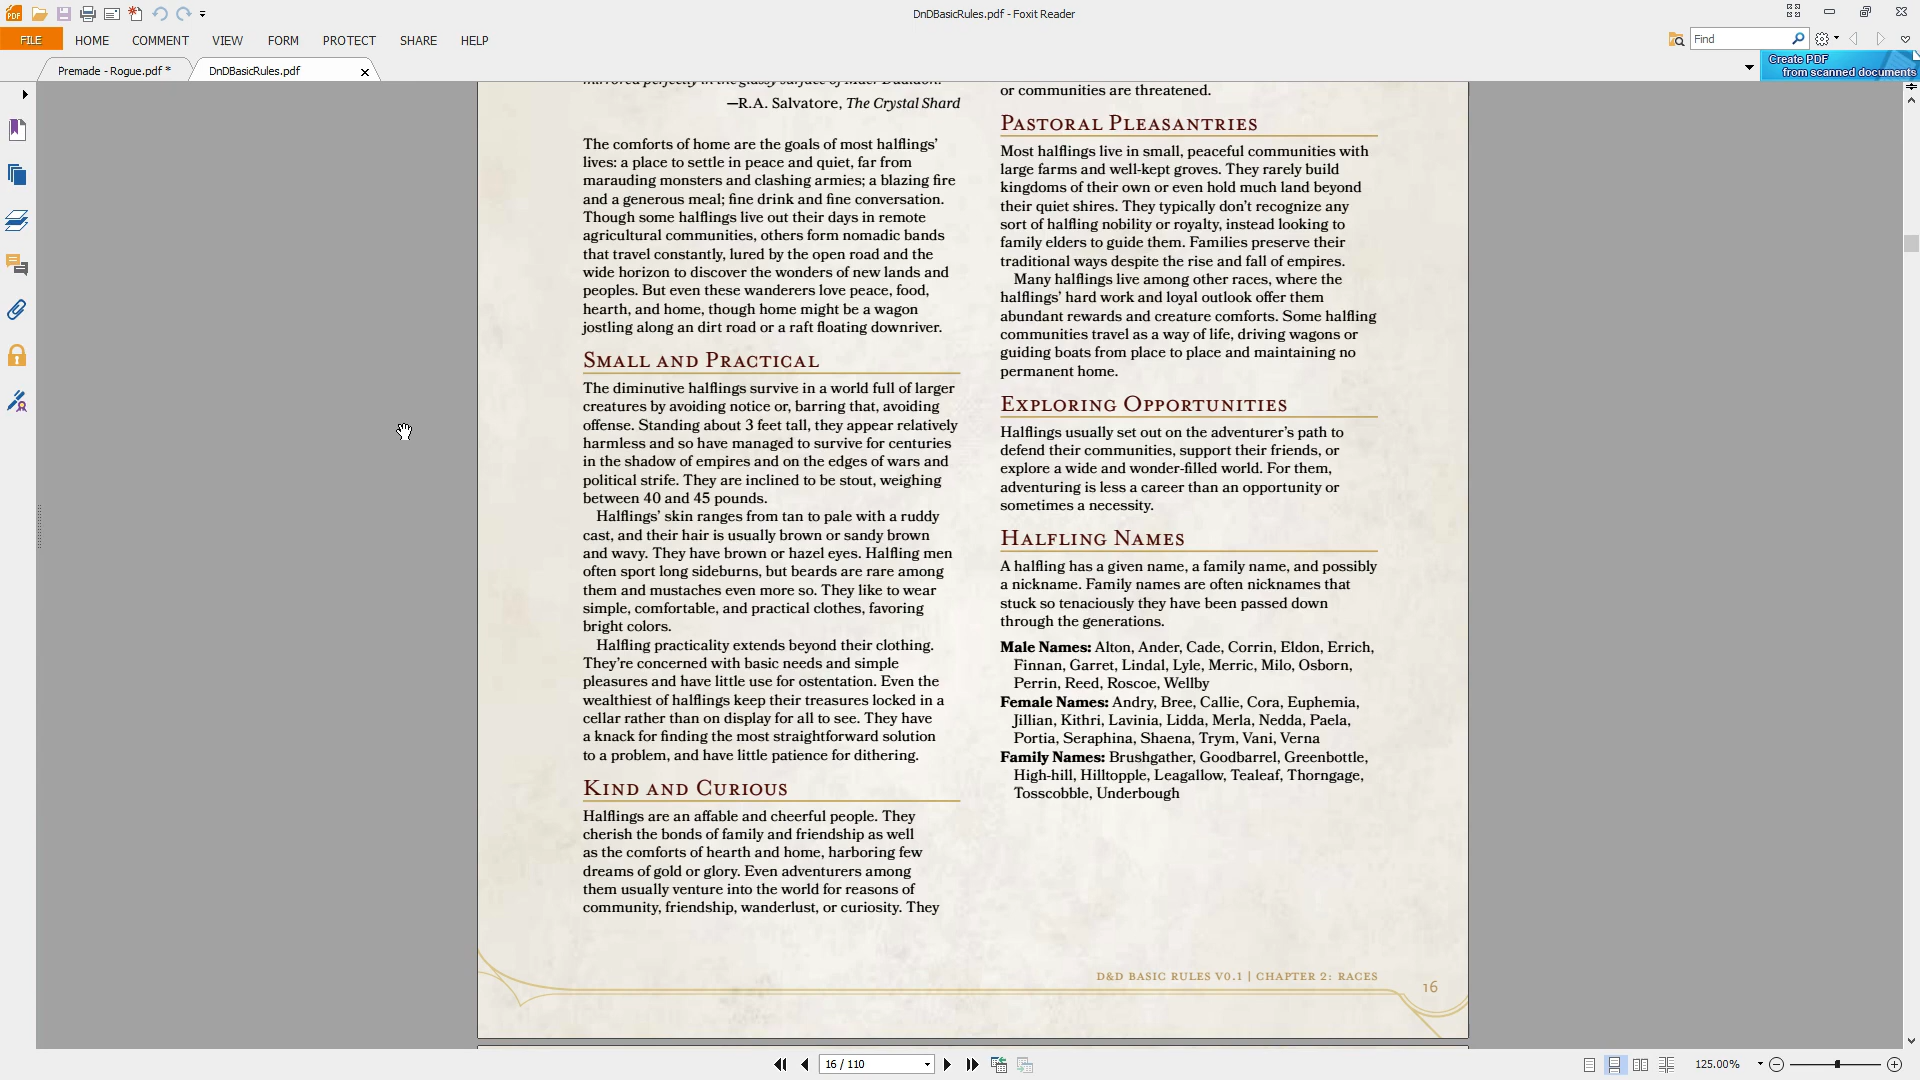 DnDBasicRules.pdf - Foxit Reader
FILE HOME COMMENT VIEW FORM PROTECT SHARE HELP
Find
Premade - Rogue.pdf *
DnDBasicRules.pdf
Create PDF
from scanned documents
mirrored perfectly in the glassy surface of Maer Dualdon.
—R.A. Salvatore, The Crystal Shard
The comforts of home are the goals of most halflings’
lives: a place to settle in peace and quiet, far from
marauding monsters and clashing armies; a blazing fire
and a generous meal; fine drink and fine conversation.
Though some halflings live out their days in remote
agricultural communities, others form nomadic bands
that travel constantly, lured by the open road and the
wide horizon to discover the wonders of new lands and
peoples. But even these wanderers love peace, food,
hearth, and home, though home might be a wagon
jostling along an dirt road or a raft floating downriver.
Small and Practical
The diminutive halflings survive in a world full of larger
creatures by avoiding notice or, barring that, avoiding
offense. Standing about 3 feet tall, they appear relatively
harmless and so have managed to survive for centuries
in the shadow of empires and on the edges of wars and
political strife. They are inclined to be stout, weighing
between 40 and 45 pounds.
Halflings’ skin ranges from tan to pale with a ruddy
cast, and their hair is usually brown or sandy brown
and wavy. They have brown or hazel eyes. Halfling men
often sport long sideburns, but beards are rare among
them and mustaches even more so. They like to wear
simple, comfortable, and practical clothes, favoring
bright colors.
Halfling practicality extends beyond their clothing.
They’re concerned with basic needs and simple
pleasures and have little use for ostentation. Even the
wealthiest of halflings keep their treasures locked in a
cellar rather than on display for all to see. They have
a knack for finding the most straightforward solution
to a problem, and have little patience for dithering.
Kind and Curious
Halflings are an affable and cheerful people. They
cherish the bonds of family and friendship as well
as the comforts of hearth and home, harboring few
dreams of gold or glory. Even adventurers among
them usually venture into the world for reasons of
community, friendship, wanderlust, or curiosity. They
or communities are threatened.
Pastoral Pleasantries
Most halflings live in small, peaceful communities with
large farms and well-kept groves. They rarely build
kingdoms of their own or even hold much land beyond
their quiet shires. They typically don’t recognize any
sort of halfling nobility or royalty, instead looking to
family elders to guide them. Families preserve their
traditional ways despite the rise and fall of empires.
Many halflings live among other races, where the
halflings’ hard work and loyal outlook offer them
abundant rewards and creature comforts. Some halfling
communities travel as a way of life, driving wagons or
guiding boats from place to place and maintaining no
permanent home.
Exploring Opportunities
Halflings usually set out on the adventurer’s path to
defend their communities, support their friends, or
explore a wide and wonder-filled world. For them,
adventuring is less a career than an opportunity or
sometimes a necessity.
Halfling Names
A halfling has a given name, a family name, and possibly
a nickname. Family names are often nicknames that
stuck so tenaciously they have been passed down
through the generations.
Male Names: Alton, Ander, Cade, Corrin, Eldon, Errich,
Finnan, Garret, Lindal, Lyle, Merric, Milo, Osborn,
Perrin, Reed, Roscoe, Wellby
Female Names: Andry, Bree, Callie, Cora, Euphemia,
Jillian, Kithri, Lavinia, Lidda, Merla, Nedda, Paela,
Portia, Seraphina, Shaena, Trym, Vani, Verna
Family Names: Brushgather, Goodbarrel, Greenbottle,
High-hill, Hilltopple, Leagallow, Tealeaf, Thorngage,
Tosscobble, Underbough
D&D Basic Rules v0.1 | Chapter 2: Races
16
16 / 110
125.00%